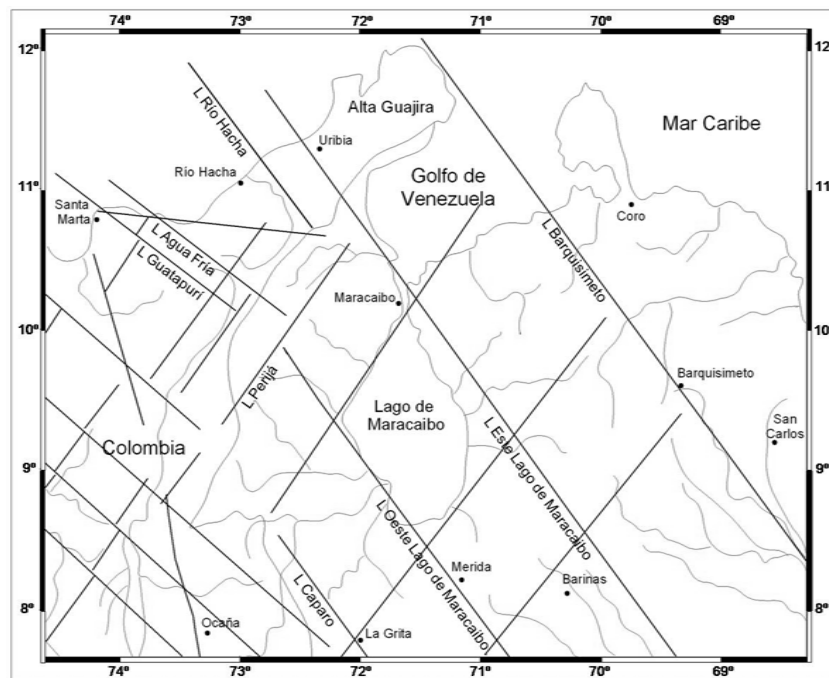 74º 73º 72º 71º 70º 69º
12º 12
L Río Hacha
Alta Guajira
Mar Caribe
Uribia
Río Hacha
Golfo de
Venezuela
11º 11
Santa
Marta
L Agua Fría
L Guatapurí
Coro
L Barquisimeto
Maracaibo
10º 10
L Perijá
Barquisimeto
Lago de
Maracaibo
San
Carlos
Colombia
L Este Lago de Maracaibo
9º 9º
L Oeste Lago de Maracaibo
L Caparo
Merida
Barinas
8º 8º
Ocaña
La Grita
74º 73º 72º 71º 70º 69º